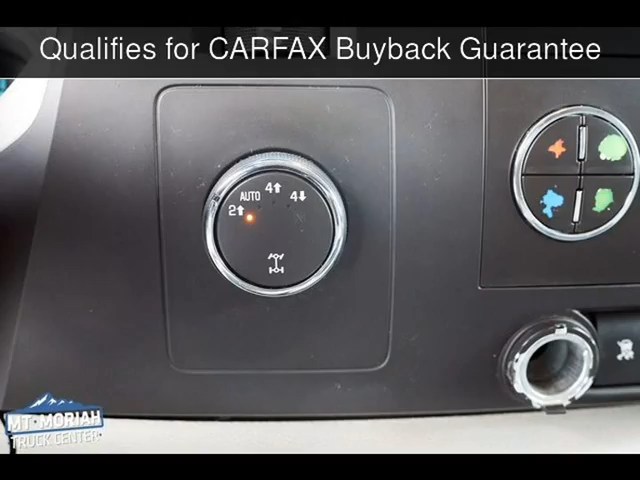 Qualifies for CARFAX Buyback Guarantee
4⬆
AUTO
4⬇
2⬆
MT·MORIAH
TRUCK CENTER